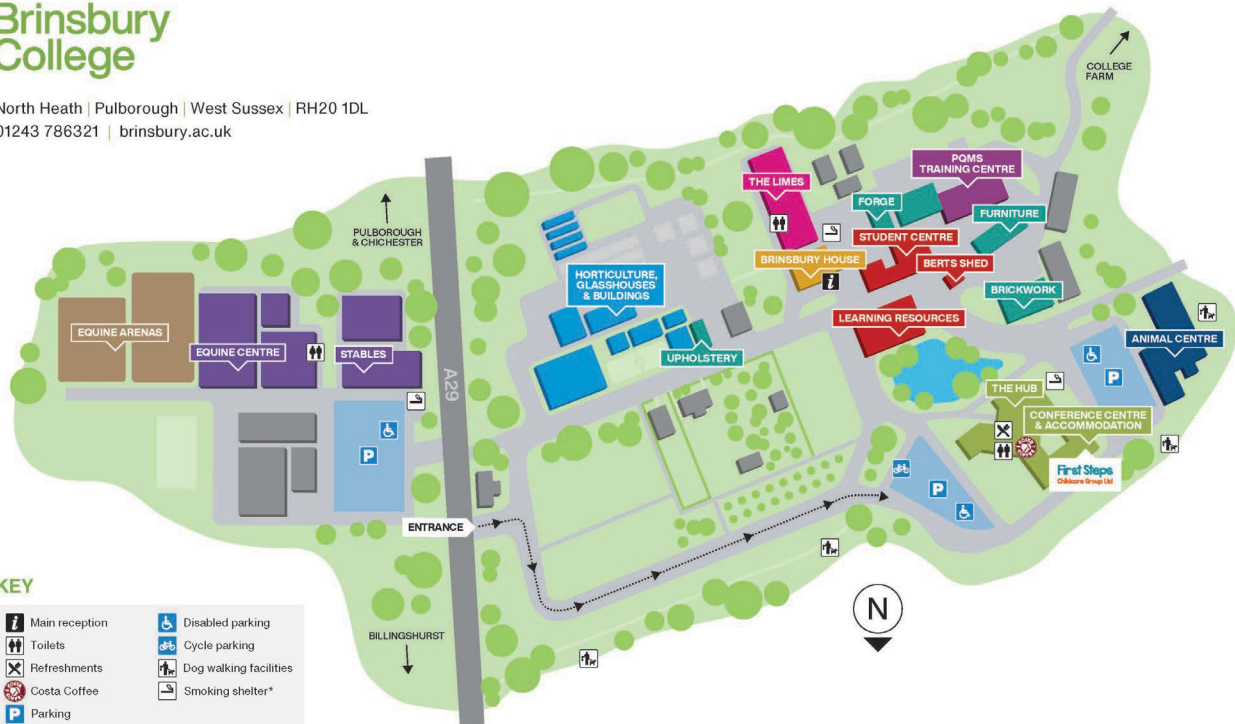 Brinsbury
College
North Heath | Pulborough | West Sussex | RH20 1DL
01243 786321 | brinsbury.ac.uk
COLLEGE
FARM
PQMS
TRAINING CENTRE
THE LIMES
FORGE
FURNITURE
PULBOROUGH
& CHICHESTER
STUDENT CENTRE
BRINSBURY HOUSE
BERTS SHED
i
HORTICULTURE,
GLASSHOUSES
& BUILDINGS
BRICKWORK
LEARNING RESOURCES
EQUINE ARENAS
EQUINE CENTRE
STABLES
UPHOLSTERY
ANIMAL CENTRE
A29
P
THE HUB
CONFERENCE CENTRE
& ACCOMMODATION
P
First Steps
Childcare Group Ltd
P
ENTRANCE
N
BILLINGSHURST
KEY
i Main reception
Toilets
Refreshments
Costa Coffee
P Parking
Disabled parking
Cycle parking
Dog walking facilities
Smoking shelter*